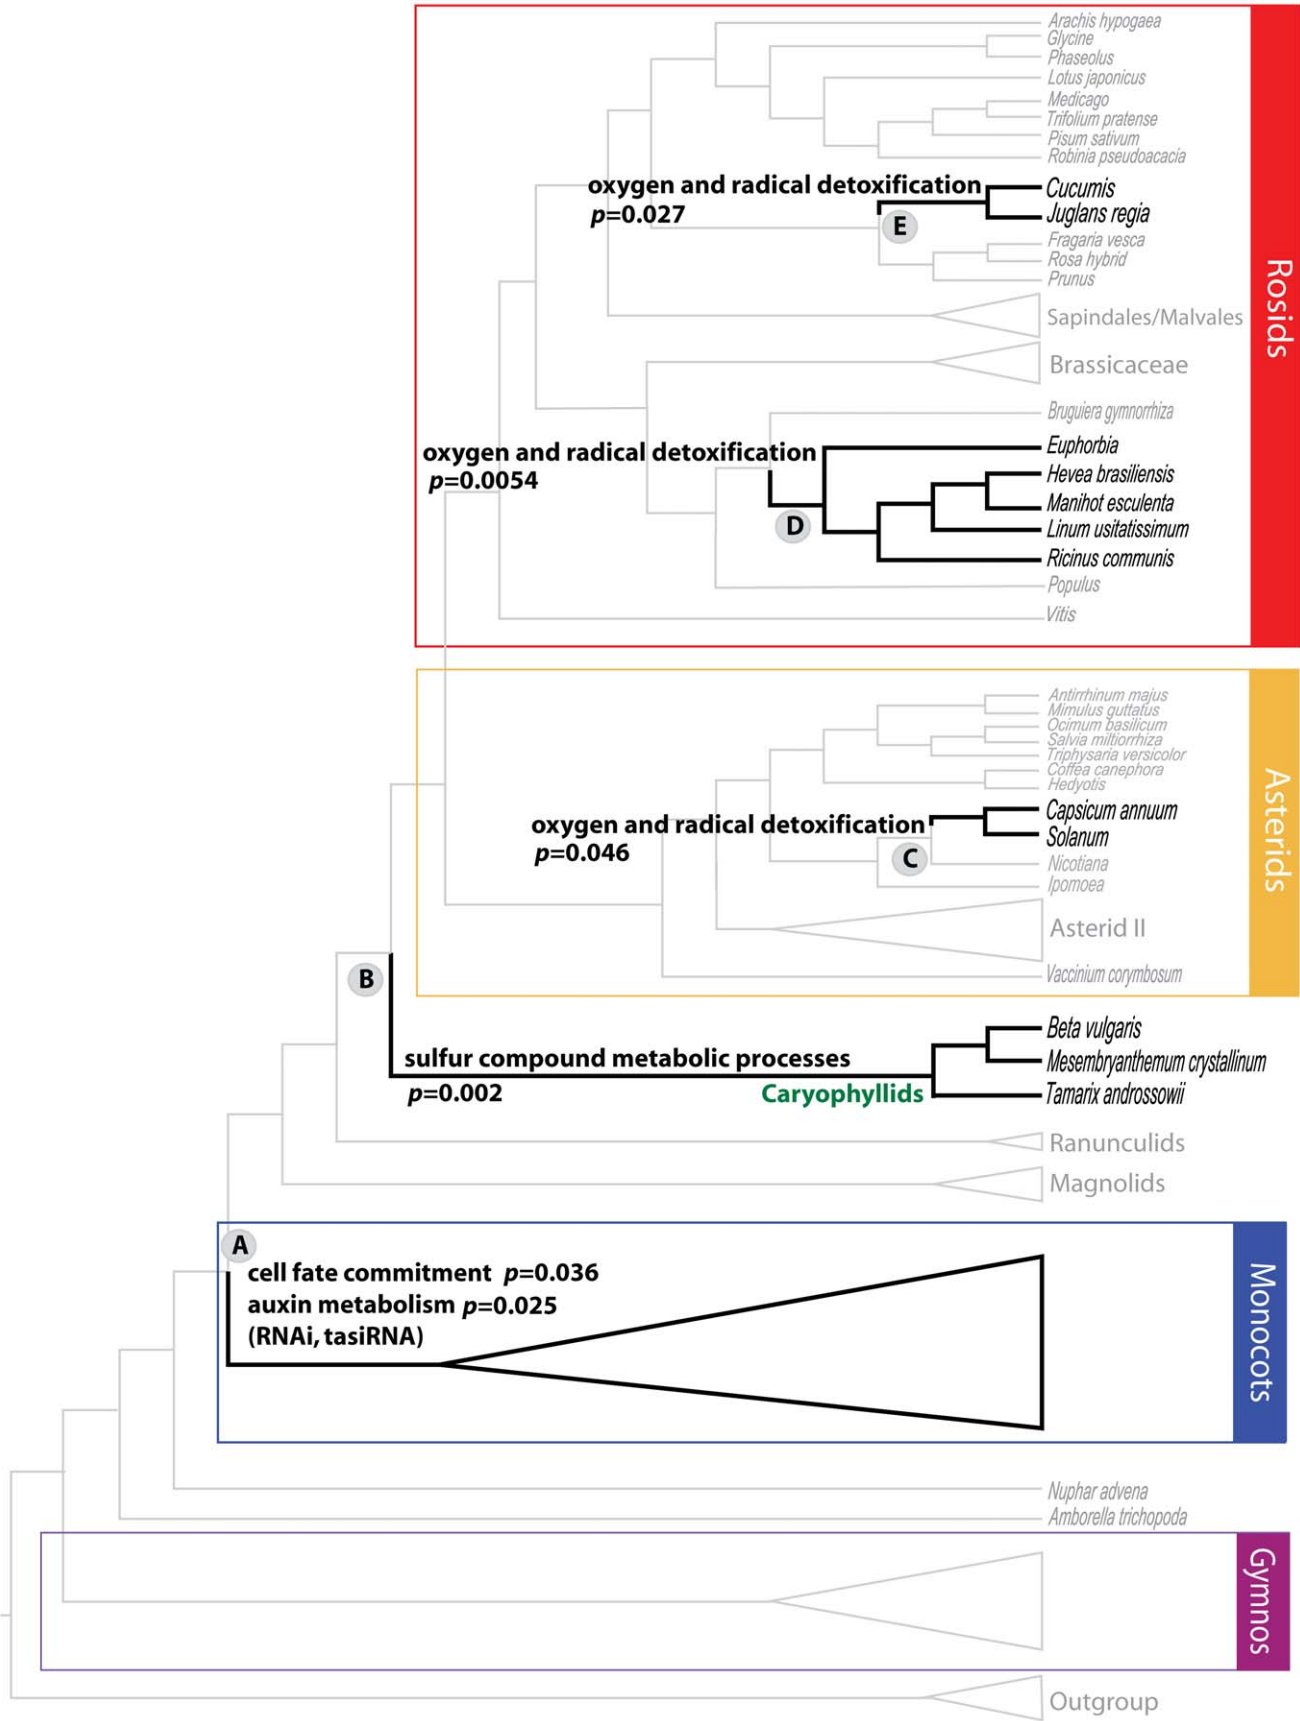 Arachis hypogaea
Glycine
Phaseolus
Lotus japonicus
Medicago
Trifolium pratense
Pisum sativum
Robinia pseudoacacia
oxygen and radical detoxification
p=0.027
E
Cucumis
Juglans regia
Fragaria vesca
Rosa hybrid
Prunus
Sapindales/Malvales
Brassicaceae
Bruguiera gymnorrhiza
oxygen and radical detoxification
p=0.0054
D
Euphorbia
Hevea brasiliensis
Manihot esculenta
Linum usitatissimum
Ricinus communis
Populus
Vitis
Rosids
Antirrhinum majus
Mimulus guttatus
Ocimum basilicum
Salvia miltiorrhiza
Triphysaria versicolor
Coffea canephora
Hedyotis
oxygen and radical detoxification
p=0.046
C
Capsicum annuum
Solanum
Nicotiana
Ipomoea
Asterid II
Vaccinium corymbosum
Asterids
B
sulfur compound metabolic processes
p=0.002
Caryophyllids
Beta vulgaris
Mesembryanthemum crystallinum
Tamarix androssowii
Ranunculids
Magnolids
A
cell fate commitment p=0.036
auxin metabolism p=0.025
(RNAi, tasiRNA)
Monocots
Nuphar advena
Amborella trichopoda
Gymnos
Outgroup